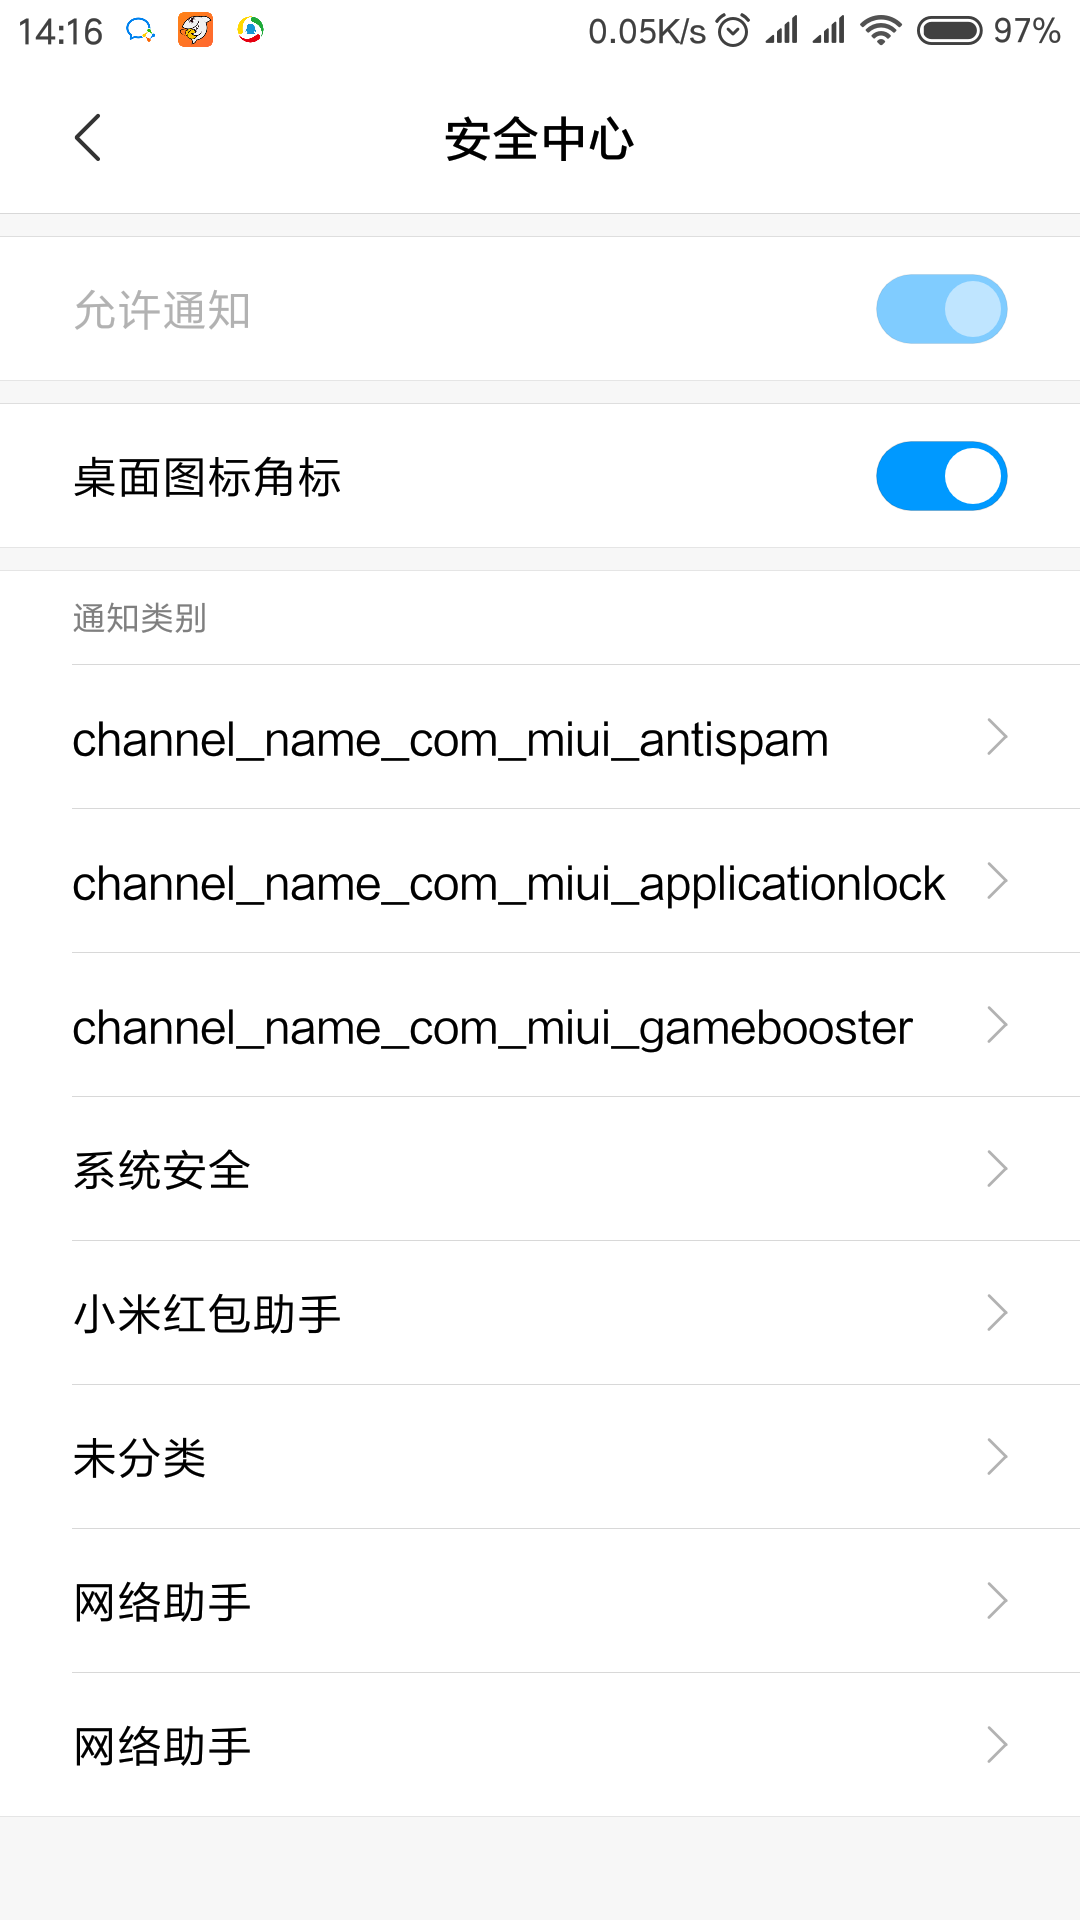 14:16 0.05K/s 97%
安全中心
允许通知
桌面图标角标
通知类别
channel_name_com_miui_antispam
channel_name_com_miui_applicationlock
channel_name_com_miui_gamebooster
系统安全
小米红包助手
未分类
网络助手
网络助手